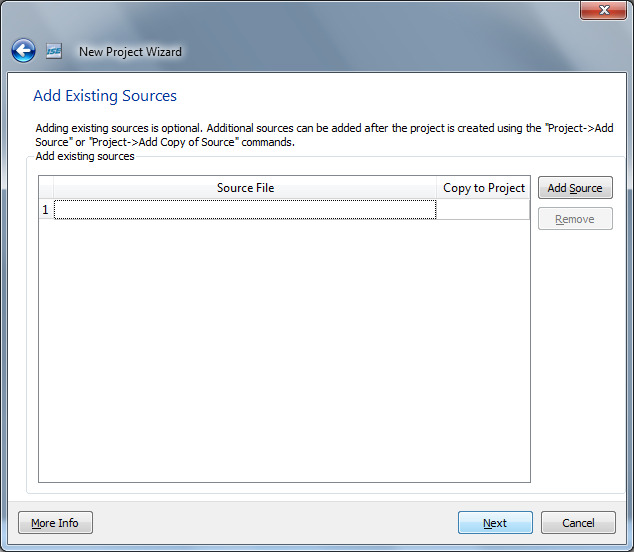 ISE New Project Wizard
Add Existing Sources
Adding existing sources is optional. Additional sources can be added after the project is created using the "Project->Add
Source" or "Project->Add Copy of Source" commands.
Add existing sources
Source File Copy to Project
1
Add Source
Remove
More Info Next Cancel